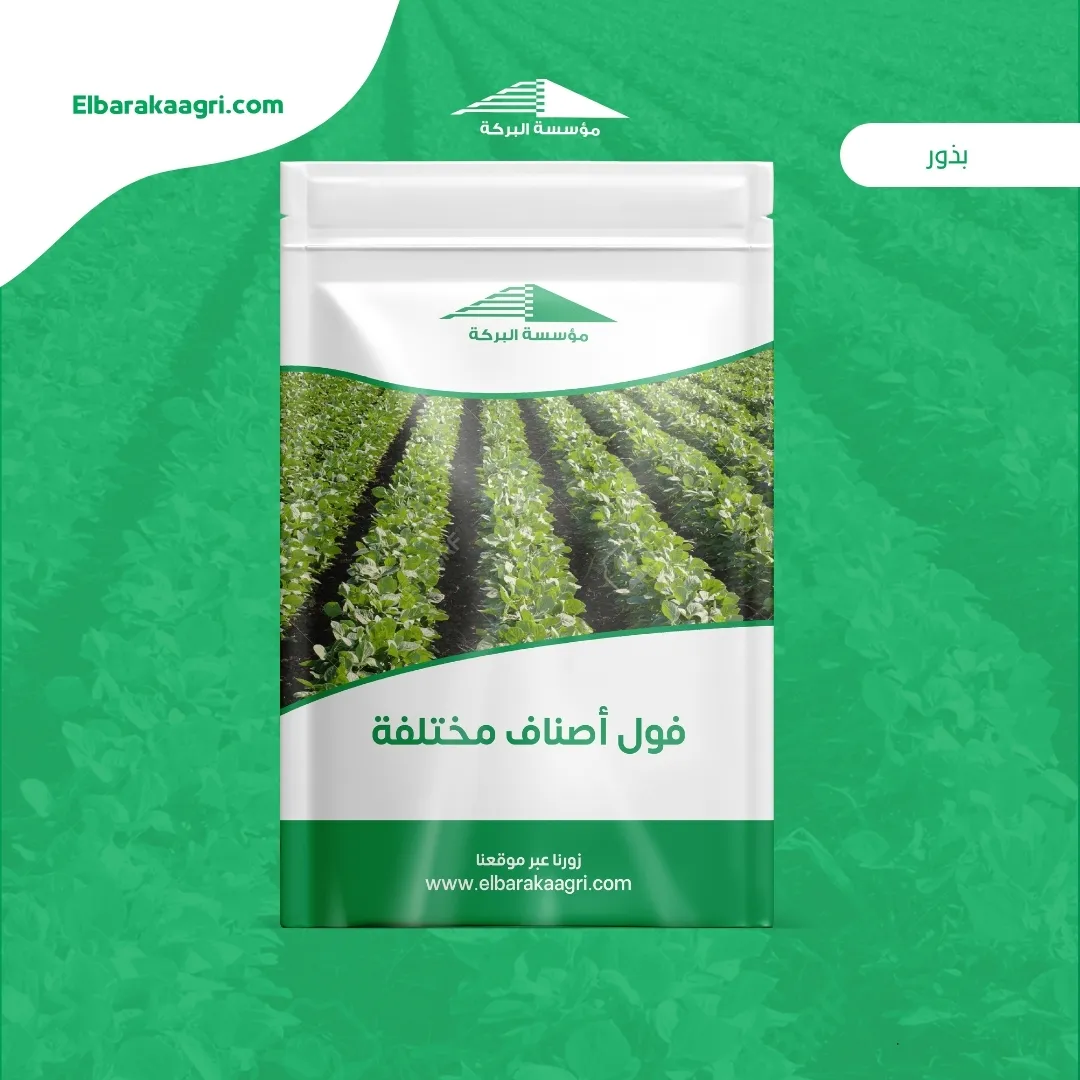 Elbarakaagri.com
مؤسسة البركة
بذور
مؤسسة البركة
فول أصناف مختلفة
زورنا عبر موقعنا
www.elbarakaagri.com